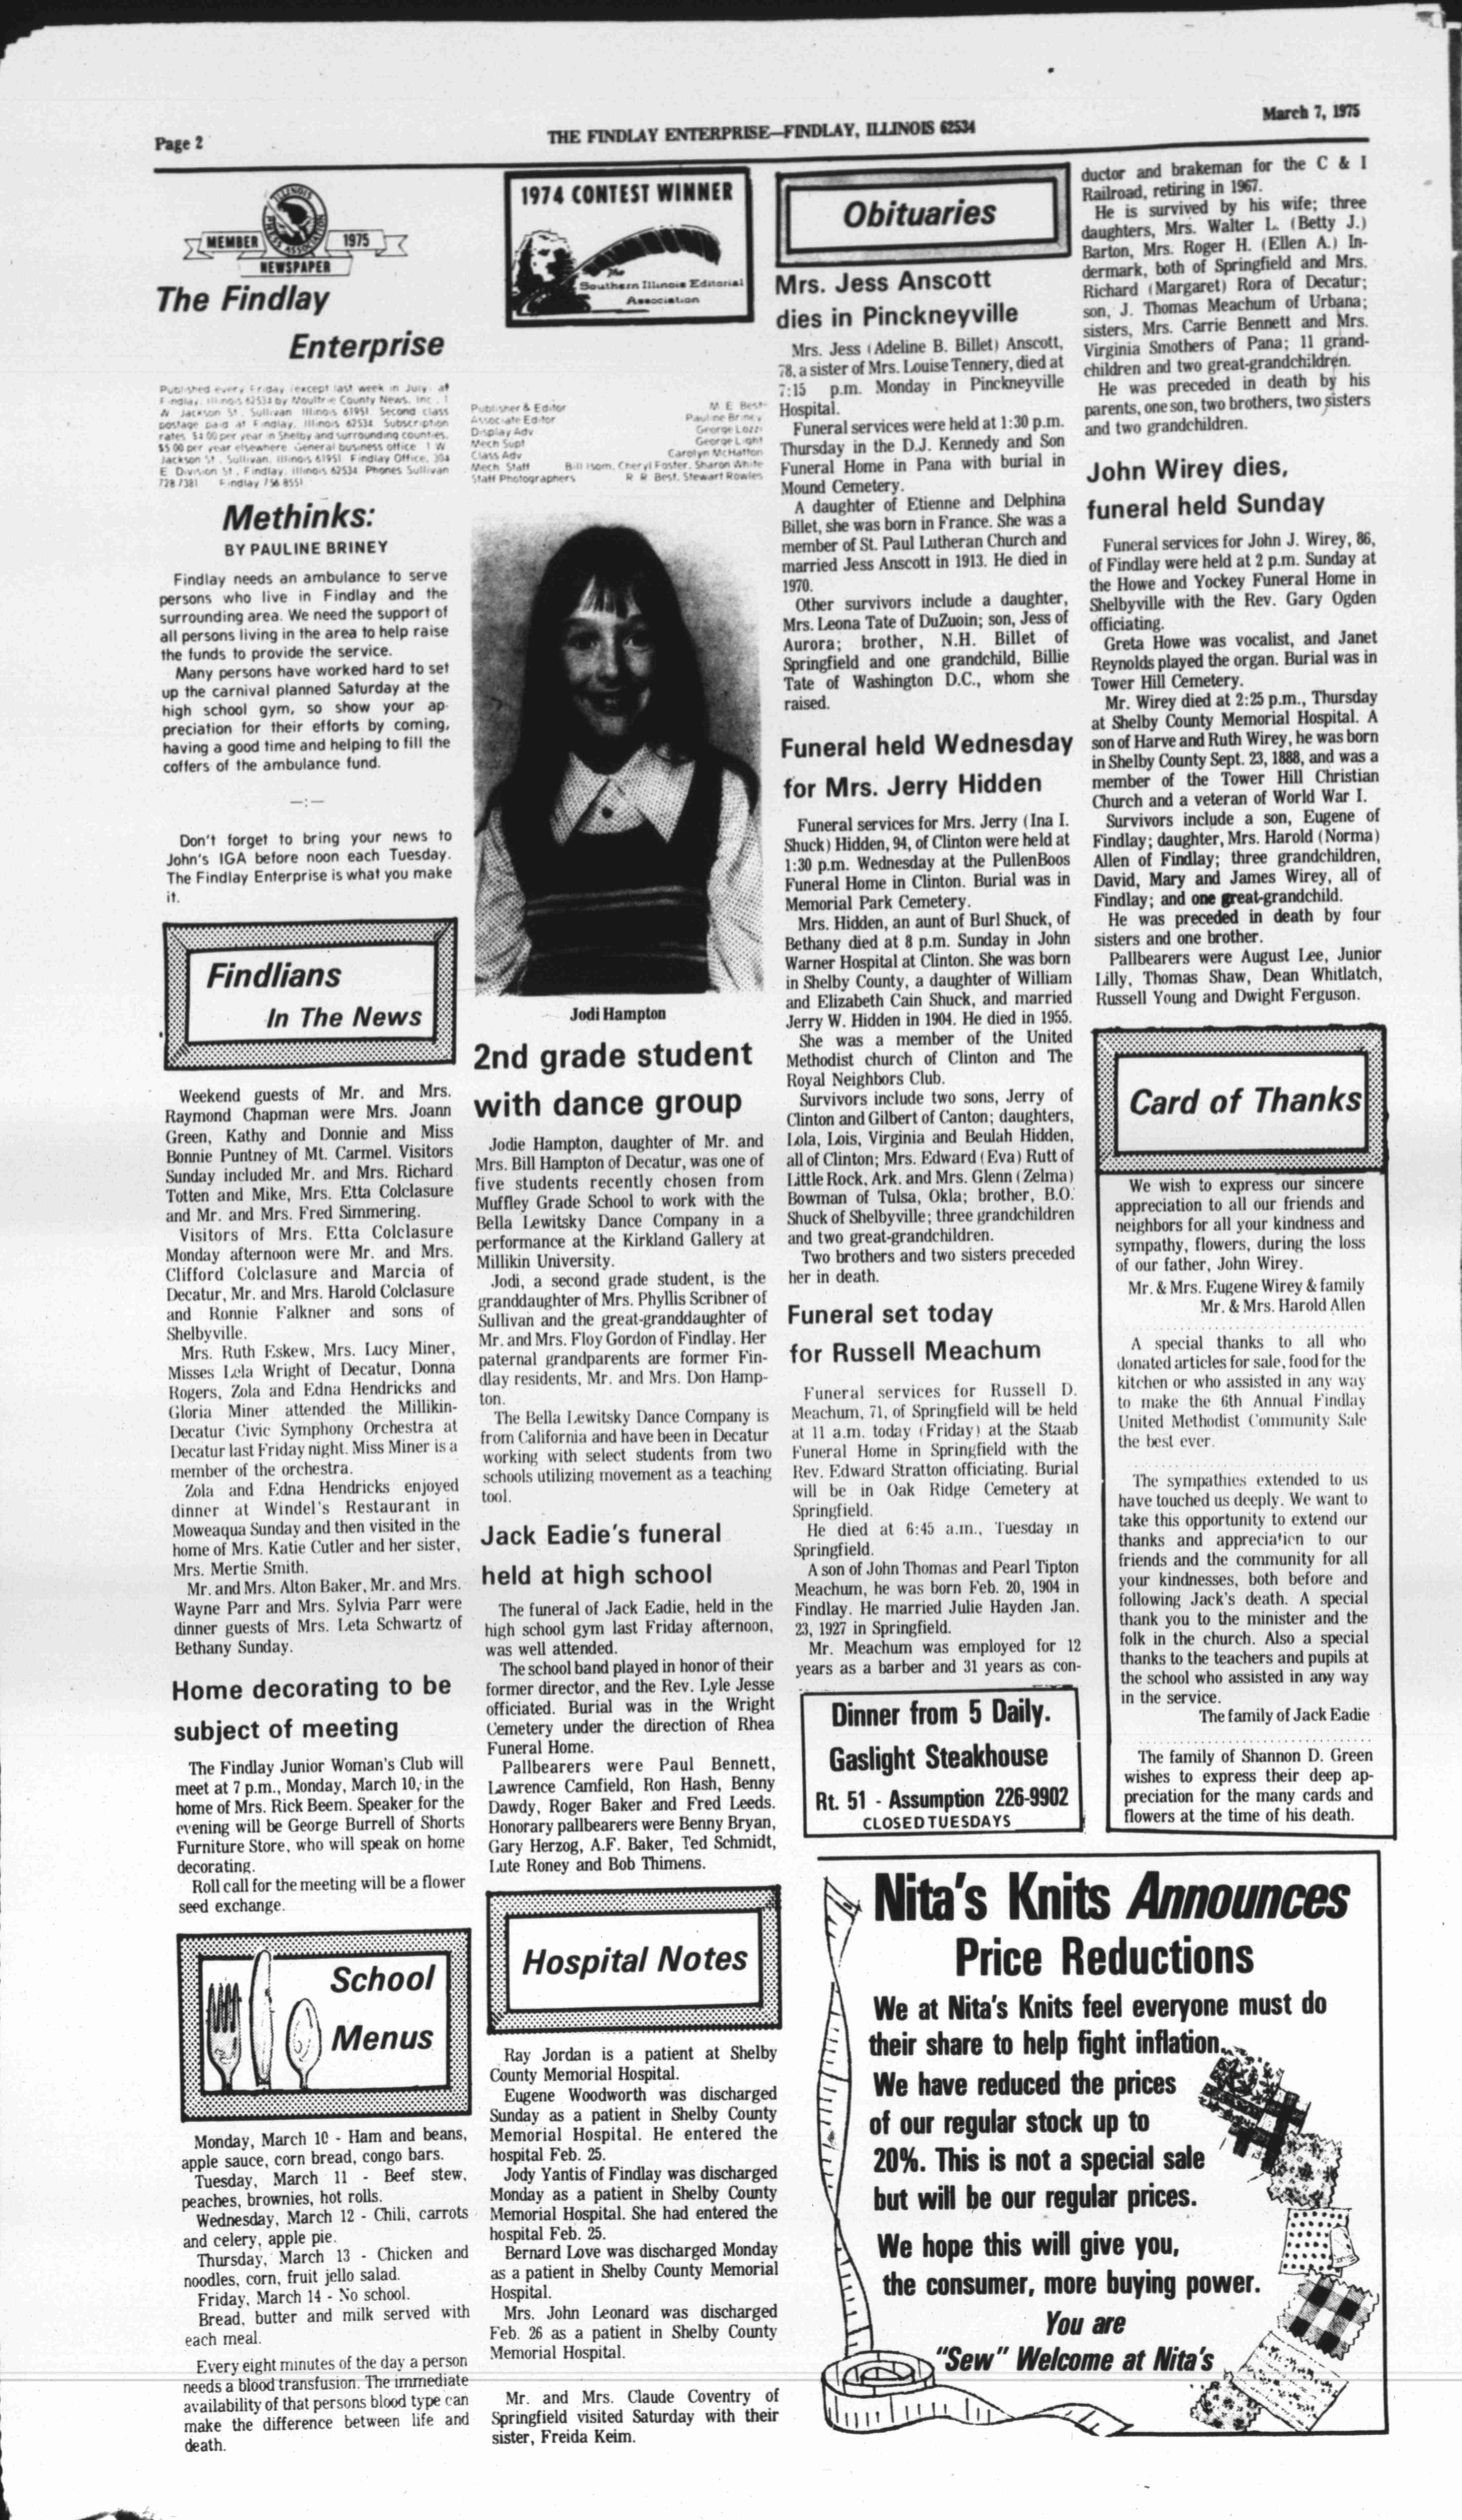 Page 2
THE FINDLAY ENTERPRISE—FINDLAY, ILLINOIS 62534
March 7, 1975
ILLINOIS
PRESS ASSOCIATION
MEMBER
1975
NEWSPAPER
The Findlay
Enterprise
Published every Friday (except last week in July) at
Findlay, Illinois 62534 by Moultrie County News, Inc., 1
W Jackson St., Sullivan Illinois 61951. Second class
postage paid at Findlay, Illinois 62534 Subscription
rates $4.00 per year in Shelby and surrounding counties.
$5.00 per year elsewhere. General business office 1 W
Jackson St., Sullivan, Illinois 61951. Findlay Office, 304
E Division St., Findlay, Illinois 62534 Phones Sullivan
728 7381 Findlay 756 8551
Methinks:
BY PAULINE BRINEY
Findlay needs an ambulance to serve
persons who live in Findlay and the
surrounding area. We need the support of
all persons living in the area to help raise
the funds to provide the service.
Many persons have worked hard to set
up the carnival planned Saturday at the
high school gym, so show your ap-
preciation for their efforts by coming,
having a good time and helping to fill the
coffers of the ambulance fund.
—:—
Don't forget to bring your news to
John's IGA before noon each Tuesday.
The Findlay Enterprise is what you make
it.
Findlians
In The News
Weekend guests of Mr. and Mrs.
Raymond Chapman were Mrs. Joann
Green, Kathy and Donnie and Miss
Bonnie Puntney of Mt. Carmel. Visitors
Sunday included Mr. and Mrs. Richard
Totten and Mike, Mrs. Etta Colclasure
and Mr. and Mrs. Fred Simmering.
Visitors of Mrs. Etta Colclasure
Monday afternoon were Mr. and Mrs.
Clifford Colclasure and Marcia of
Decatur, Mr. and Mrs. Harold Colclasure
and Ronnie Falkner and sons of
Shelbyville.
Mrs. Ruth Eskew, Mrs. Lucy Miner,
Misses Lela Wright of Decatur, Donna
Rogers, Zola and Edna Hendricks and
Gloria Miner attended the Millikin-
Decatur Civic Symphony Orchestra at
Decatur last Friday night. Miss Miner is a
member of the orchestra.
Zola and Edna Hendricks enjoyed
dinner at Windel's Restaurant in
Moweaqua Sunday and then visited in the
home of Mrs. Katie Cutler and her sister,
Mrs. Mertie Smith.
Mr. and Mrs. Alton Baker, Mr. and Mrs.
Wayne Parr and Mrs. Sylvia Parr were
dinner guests of Mrs. Leta Schwartz of
Bethany Sunday.
Home decorating to be
subject of meeting
The Findlay Junior Woman's Club will
meet at 7 p.m., Monday, March 10, in the
home of Mrs. Rick Beem. Speaker for the
evening will be George Burrell of Shorts
Furniture Store, who will speak on home
decorating.
Roll call for the meeting will be a flower
seed exchange.
School
Menus
Monday, March 10 - Ham and beans,
apple sauce, corn bread, congo bars.
Tuesday, March 11 - Beef stew,
peaches, brownies, hot rolls.
Wednesday, March 12 - Chili, carrots
and celery, apple pie.
Thursday, March 13 - Chicken and
noodles, corn, fruit jello salad.
Friday, March 14 - No school.
Bread, butter and milk served with
each meal.
Every eight minutes of the day a person
needs a blood transfusion. The immediate
availability of that persons blood type can
make the difference between life and
death.
1974 CONTEST WINNER
The
Southern Illinois Editorial
Association
Publisher & Editor M. E. Best
Associate Editor Pauline Briney
Display Adv George Lozzi
Mech Supt George Light
Class Adv Carolyn McHatton
Mech Staff Bill Isom, Cheryl Foster, Sharon White
Staff Photographers R. R. Best, Stewart Rowles
Jodi Hampton
2nd grade student
with dance group
Jodie Hampton, daughter of Mr. and
Mrs. Bill Hampton of Decatur, was one of
five students recently chosen from
Muffley Grade School to work with the
Bella Lewitsky Dance Company in a
performance at the Kirkland Gallery at
Millikin University.
Jodi, a second grade student, is the
granddaughter of Mrs. Phyllis Scribner of
Sullivan and the great-granddaughter of
Mr. and Mrs. Floy Gordon of Findlay. Her
paternal grandparents are former Fin-
dlay residents, Mr. and Mrs. Don Hamp-
ton.
The Bella Lewitsky Dance Company is
from California and have been in Decatur
working with select students from two
schools utilizing movement as a teaching
tool.
Jack Eadie's funeral
held at high school
The funeral of Jack Eadie, held in the
high school gym last Friday afternoon,
was well attended.
The school band played in honor of their
former director, and the Rev. Lyle Jesse
officiated. Burial was in the Wright
Cemetery under the direction of Rhea
Funeral Home.
Pallbearers were Paul Bennett,
Lawrence Camfield, Ron Hash, Benny
Dawdy, Roger Baker and Fred Leeds.
Honorary pallbearers were Benny Bryan,
Gary Herzog, A.F. Baker, Ted Schmidt,
Lute Roney and Bob Thimens.
Hospital Notes
Ray Jordan is a patient at Shelby
County Memorial Hospital.
Eugene Woodworth was discharged
Sunday as a patient in Shelby County
Memorial Hospital. He entered the
hospital Feb. 25.
Jody Yantis of Findlay was discharged
Monday as a patient in Shelby County
Memorial Hospital. She had entered the
hospital Feb. 25.
Bernard Love was discharged Monday
as a patient in Shelby County Memorial
Hospital.
Mrs. John Leonard was discharged
Feb. 26 as a patient in Shelby County
Memorial Hospital.
Mr. and Mrs. Claude Coventry of
Springfield visited Saturday with their
sister, Freida Keim.
Obituaries
Mrs. Jess Anscott
dies in Pinckneyville
Mrs. Jess (Adeline B. Billet) Anscott,
78, a sister of Mrs. Louise Tennery, died at
7:15 p.m. Monday in Pinckneyville
Hospital.
Funeral services were held at 1:30 p.m.
Thursday in the D.J. Kennedy and Son
Funeral Home in Pana with burial in
Mound Cemetery.
A daughter of Etienne and Delphina
Billet, she was born in France. She was a
member of St. Paul Lutheran Church and
married Jess Anscott in 1913. He died in
1970.
Other survivors include a daughter,
Mrs. Leona Tate of DuZuoin; son, Jess of
Aurora; brother, N.H. Billet of
Springfield and one grandchild, Billie
Tate of Washington D.C., whom she
raised.
Funeral held Wednesday
for Mrs. Jerry Hidden
Funeral services for Mrs. Jerry (Ina I.
Shuck) Hidden, 94, of Clinton were held at
1:30 p.m. Wednesday at the PullenBoos
Funeral Home in Clinton. Burial was in
Memorial Park Cemetery.
Mrs. Hidden, an aunt of Burl Shuck, of
Bethany died at 8 p.m. Sunday in John
Warner Hospital at Clinton. She was born
in Shelby County, a daughter of William
and Elizabeth Cain Shuck, and married
Jerry W. Hidden in 1904. He died in 1955.
She was a member of the United
Methodist church of Clinton and The
Royal Neighbors Club.
Survivors include two sons, Jerry of
Clinton and Gilbert of Canton; daughters,
Lola, Lois, Virginia and Beulah Hidden,
all of Clinton; Mrs. Edward (Eva) Rutt of
Little Rock, Ark. and Mrs. Glenn (Zelma)
Bowman of Tulsa, Okla; brother, B.O.
Shuck of Shelbyville; three grandchildren
and two great-grandchildren.
Two brothers and two sisters preceded
her in death.
Funeral set today
for Russell Meachum
Funeral services for Russell D.
Meachum, 71, of Springfield will be held
at 11 a.m. today (Friday) at the Staab
Funeral Home in Springfield with the
Rev. Edward Stratton officiating. Burial
will be in Oak Ridge Cemetery at
Springfield.
He died at 6:45 a.m., Tuesday in
Springfield.
A son of John Thomas and Pearl Tipton
Meachum, he was born Feb. 20, 1904 in
Findlay. He married Julie Hayden Jan.
23, 1927 in Springfield.
Mr. Meachum was employed for 12
years as a barber and 31 years as con-
ductor and brakeman for the C & I
Railroad, retiring in 1967.
He is survived by his wife; three
daughters, Mrs. Walter L. (Betty J.)
Barton, Mrs. Roger H. (Ellen A.) In-
dermark, both of Springfield and Mrs.
Richard (Margaret) Rora of Decatur;
son, J. Thomas Meachum of Urbana;
sisters, Mrs. Carrie Bennett and Mrs.
Virginia Smothers of Pana; 11 grand-
children and two great-grandchildren.
He was preceded in death by his
parents, one son, two brothers, two sisters
and two grandchildren.
John Wirey dies,
funeral held Sunday
Funeral services for John J. Wirey, 86,
of Findlay were held at 2 p.m. Sunday at
the Howe and Yockey Funeral Home in
Shelbyville with the Rev. Gary Ogden
officiating.
Greta Howe was vocalist, and Janet
Reynolds played the organ. Burial was in
Tower Hill Cemetery.
Mr. Wirey died at 2:25 p.m., Thursday
at Shelby County Memorial Hospital. A
son of Harve and Ruth Wirey, he was born
in Shelby County Sept. 23, 1888, and was a
member of the Tower Hill Christian
Church and a veteran of World War I.
Survivors include a son, Eugene of
Findlay; daughter, Mrs. Harold (Norma)
Allen of Findlay; three grandchildren,
David, Mary and James Wirey, all of
Findlay; and one great-grandchild.
He was preceded in death by four
sisters and one brother.
Pallbearers were August Lee, Junior
Lilly, Thomas Shaw, Dean Whitlatch,
Russell Young and Dwight Ferguson.
Card of Thanks
We wish to express our sincere
appreciation to all our friends and
neighbors for all your kindness and
sympathy, flowers, during the loss
of our father, John Wirey.
Mr. & Mrs. Eugene Wirey & family
Mr. & Mrs. Harold Allen
A special thanks to all who
donated articles for sale, food for the
kitchen or who assisted in any way
to make the 6th Annual Findlay
United Methodist Community Sale
the best ever.
The sympathies extended to us
have touched us deeply. We want to
take this opportunity to extend our
thanks and appreciation to our
friends and the community for all
your kindnesses, both before and
following Jack's death. A special
thank you to the minister and the
folk in the church. Also a special
thanks to the teachers and pupils at
the school who assisted in any way
in the service.
The family of Jack Eadie
The family of Shannon D. Green
wishes to express their deep ap-
preciation for the many cards and
flowers at the time of his death.
Dinner from 5 Daily.
Gaslight Steakhouse
Rt. 51 - Assumption 226-9902
CLOSED TUESDAYS
Nita's Knits Announces
Price Reductions
We at Nita's Knits feel everyone must do
their share to help fight inflation.
We have reduced the prices
of our regular stock up to
20%. This is not a special sale
but will be our regular prices.
We hope this will give you,
the consumer, more buying power.
You are
"Sew" Welcome at Nita's